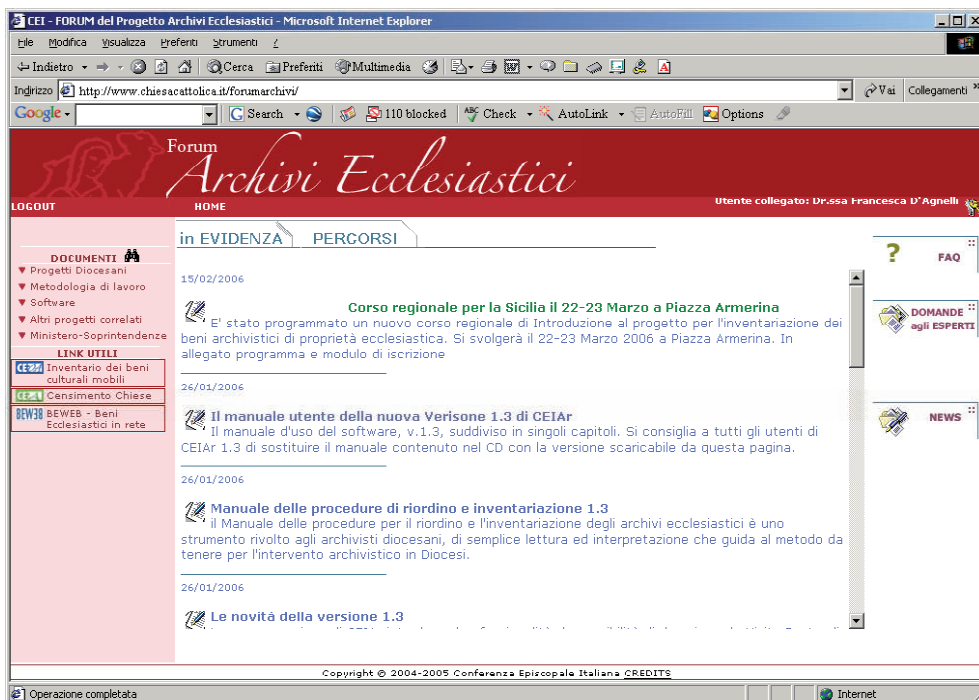 CEI - FORUM del Progetto Archivi Ecclesiastici - Microsoft Internet Explorer
File Modifica Visualizza Preferiti Strumenti ?
Indietro Cerca Preferiti Multimedia
Indirizzo http://www.chiesacattolica.it/forumarchivi/ Vai Collegamenti »
Google Search 110 blocked Check AutoLink AutoFill Options
Forum
Archivi Ecclesiastici
LOGOUT HOME Utente collegato: Dr.ssa Francesca D'Agnelli
in EVIDENZA PERCORSI
DOCUMENTI
Progetti Diocesani
Metodologia di lavoro
Software
Altri progetti correlati
Ministero-Soprintendenze
LINK UTILI
Inventario dei beni
culturali mobili
Censimento Chiese
BEWEB - Beni
Ecclesiastici in rete
15/02/2006
Corso regionale per la Sicilia il 22-23 Marzo a Piazza Armerina
E' stato programmato un nuovo corso regionale di Introduzione al progetto per l'inventariazione dei
beni archivistici di proprietà ecclesiastica. Si svolgerà il 22-23 Marzo 2006 a Piazza Armerina. In
allegato programma e modulo di iscrizione
26/01/2006
Il manuale utente della nuova Verisone 1.3 di CEIAr
Il manuale d'uso del software, v.1.3, suddiviso in singoli capitoli. Si consiglia a tutti gli utenti di
CEIAr 1.3 di sostituire il manuale contenuto nel CD con la versione scaricabile da questa pagina.
26/01/2006
Manuale delle procedure di riordino e inventariazione 1.3
il Manuale delle procedure per il riordino e l'inventariazione degli archivi ecclesiastici è uno
strumento rivolto agli archivisti diocesani, di semplice lettura ed interpretazione che guida al metodo da
tenere per l'intervento archivistico in Diocesi.
26/01/2006
Le novità della versione 1.3
? FAQ
DOMANDE
agli ESPERTI
NEWS
Copyright © 2004-2005 Conferenza Episcopale Italiana CREDITS
Operazione completata Internet